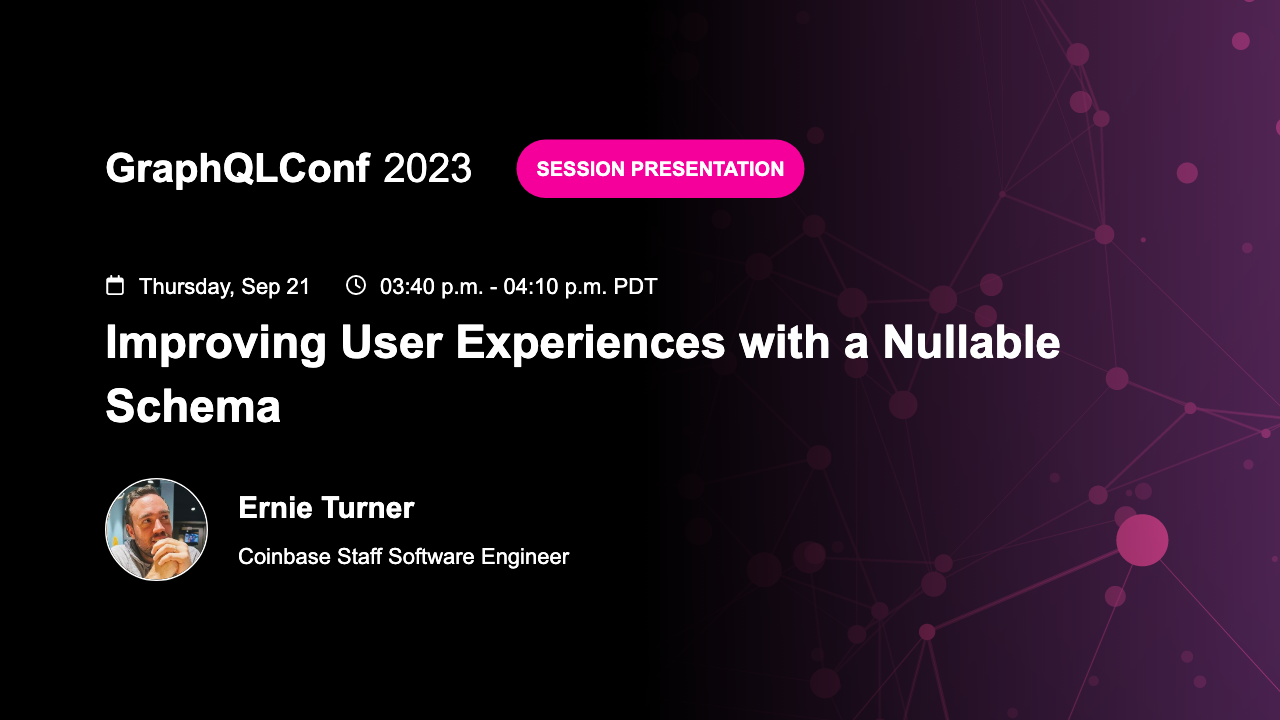 GraphQLConf 2023
SESSION PRESENTATION
Thursday, Sep 21
03:40 p.m. - 04:10 p.m. PDT
Improving User Experiences with a Nullable
Schema
Ernie Turner
Coinbase Staff Software Engineer